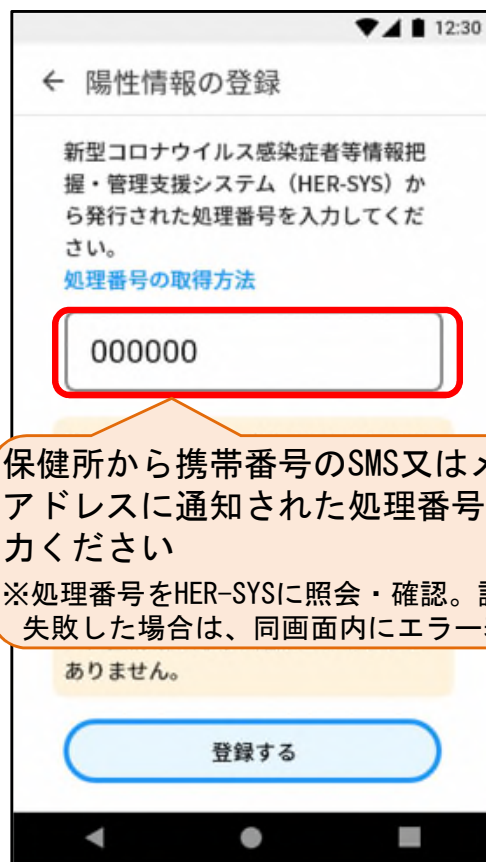 12:30
← 陽性情報の登録
新型コロナウイルス感染症者等情報把
握・管理支援システム（HER-SYS）か
ら発行された処理番号を入力してくだ
さい。
処理番号の取得方法
000000
保健所から携帯番号のSMS又は
アドレスに通知された処理番号
力ください
※処理番号をHER-SYSに照会・確認。
失敗した場合は、同画面内にエラー
ありません。
登録する